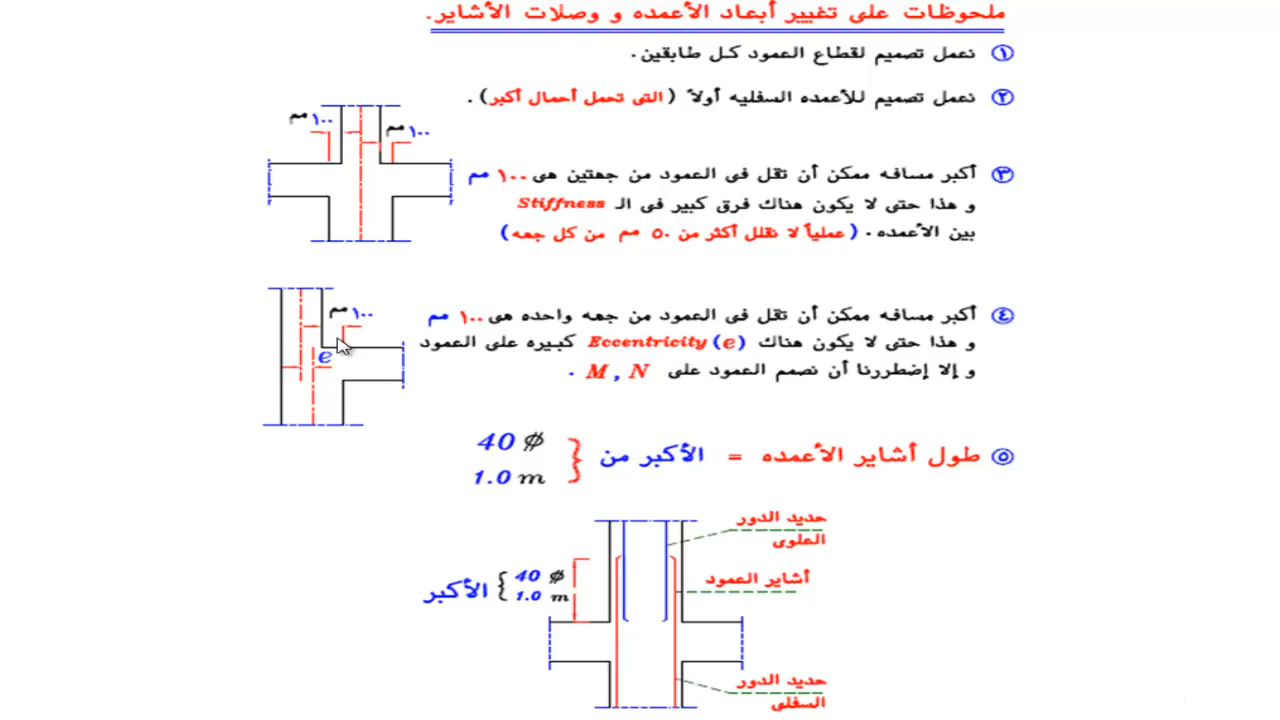 ملحوظات على تغيير أبعاد الأعمده و وصلات الأشاير.
١ نعمل تصميم لقطاع العمود كل طابقين .
٢ نعمل تصميم للأعمده السفليه أولاً (التى تحمل أحمال أكبر) .
١٠٠ مم
١٠٠ مم
٣ أكبر مسافه ممكن أن تقل فى العمود من جهتين هى ١٠٠ مم
و هذا حتى لا يكون هناك فرق كبير فى الـ Stiffness
بين الأعمده . (عملياً لا نقلل أكثر من ٥٠ مم من كل جهه)
١٠٠ مم
e
٤ أكبر مسافه ممكن أن تقل فى العمود من جهه واحده هى ١٠٠ مم
و هذا حتى لا يكون هناك Eccentricity (e) كبيره على العمود
و إلا إضطررنا أن نصمم العمود على M , N .
٥ طول أشاير الأعمده = الأكبر من { 40 φ
1.0 m
حديد الدور
العلوى
أشاير العمود
40 φ
1.0 m
الأكبر
حديد الدور
السفلى